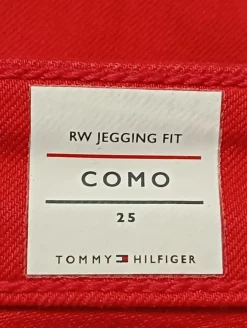 RW JEGGING FIT
COMO
25
TOMMY HILFIGER